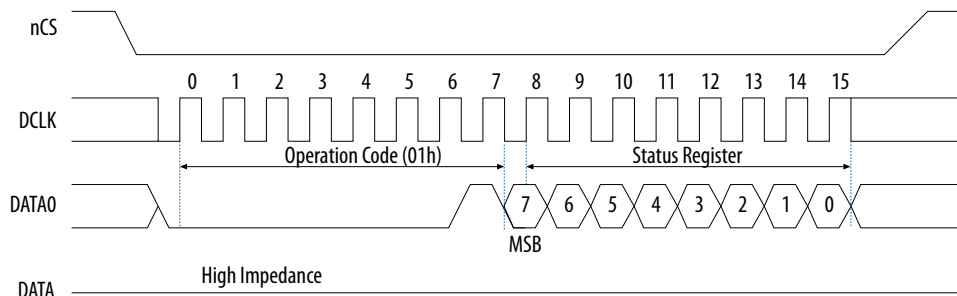 nCS
0 1 2 3 4 5 6 7 8 9 10 11 12 13 14 15
DCLK
Operation Code (01h) Status Register
DATA0 7 6 5 4 3 2 1 0
MSB
High Impedance
DATA